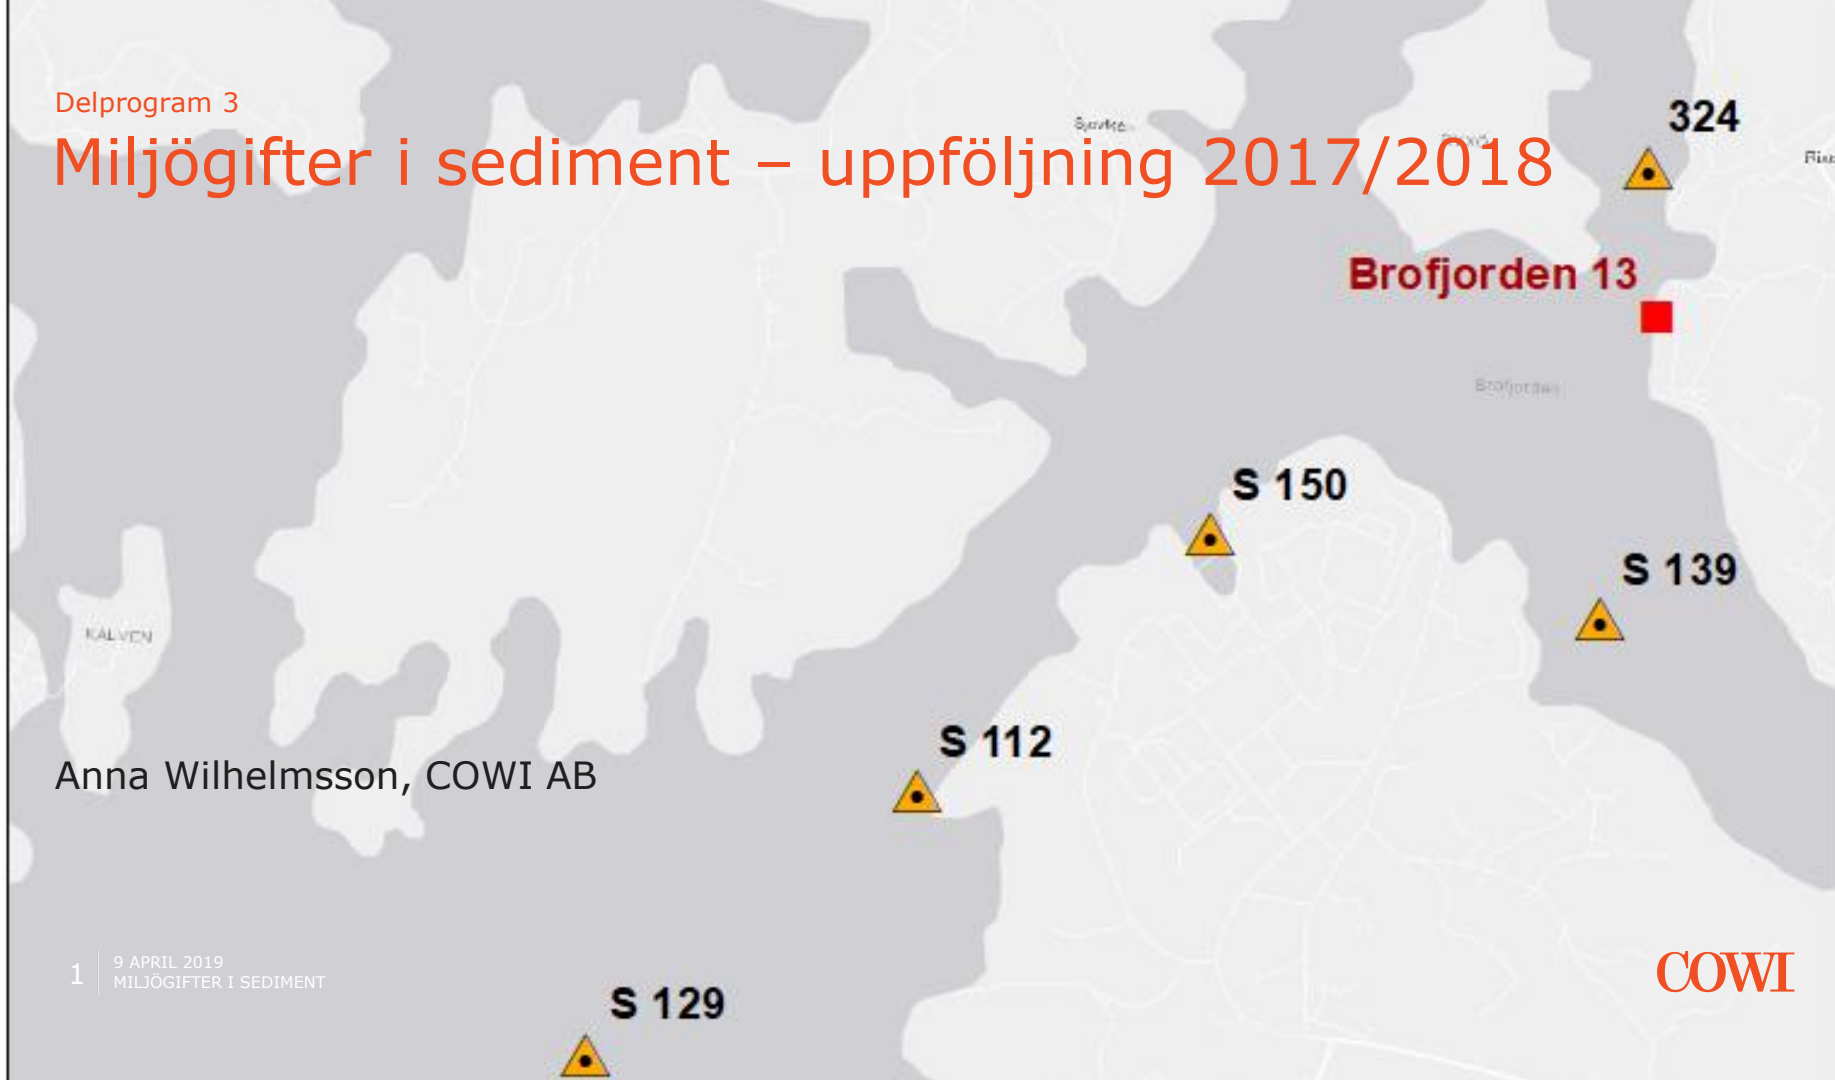 Delprogram 3
Miljögifter i sediment – uppföljning 2017/2018
324
Brofjorden 13
Brofjorden
S 150
S 139
KALVEN
S 112
Anna Wilhelmsson, COWI AB
1
9 APRIL 2019
MILJÖGIFTER I SEDIMENT
COWI
S 129